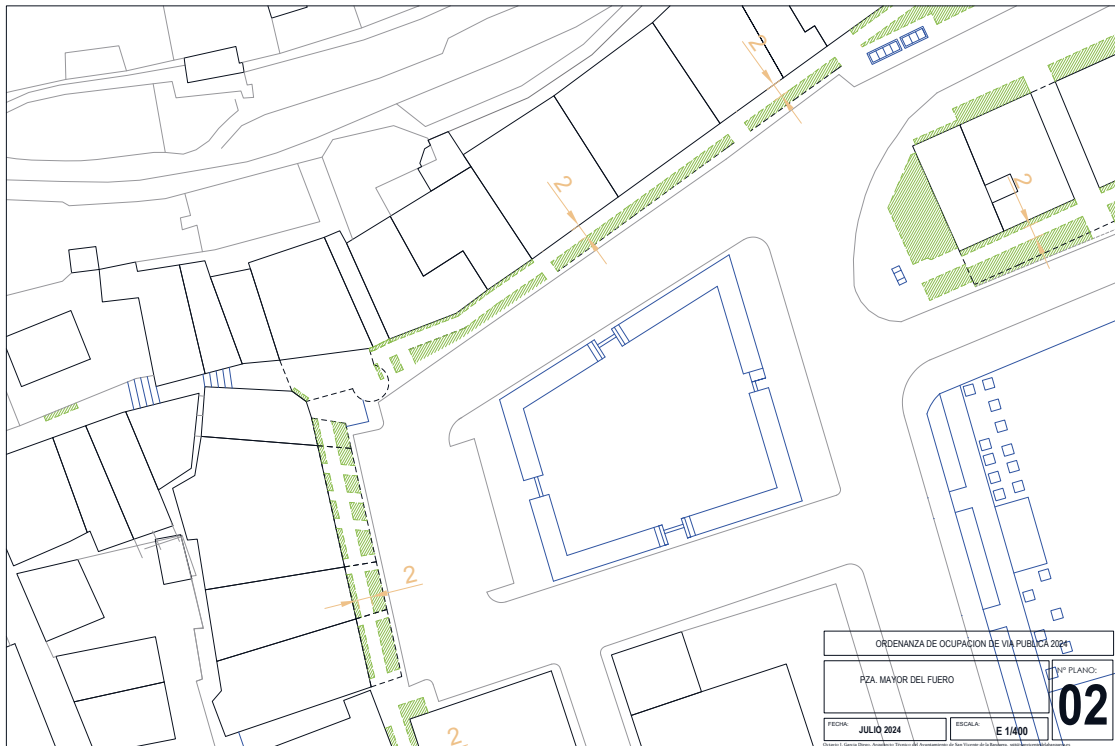 2
2
2
2
2
ORDENANZA DE OCUPACION DE VIA PUBLICA 2024
PZA. MAYOR DEL FUERO
Nº PLANO:
02
FECHA:
JULIO 2024
ESCALA:
E 1/400